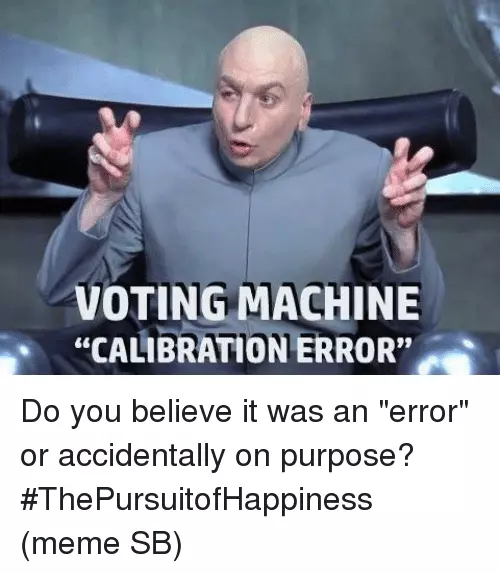 VOTING MACHINE
“CALIBRATION ERROR”
Do you believe it was an "error"
or accidentally on purpose?
#ThePursuitofHappiness
(meme SB)